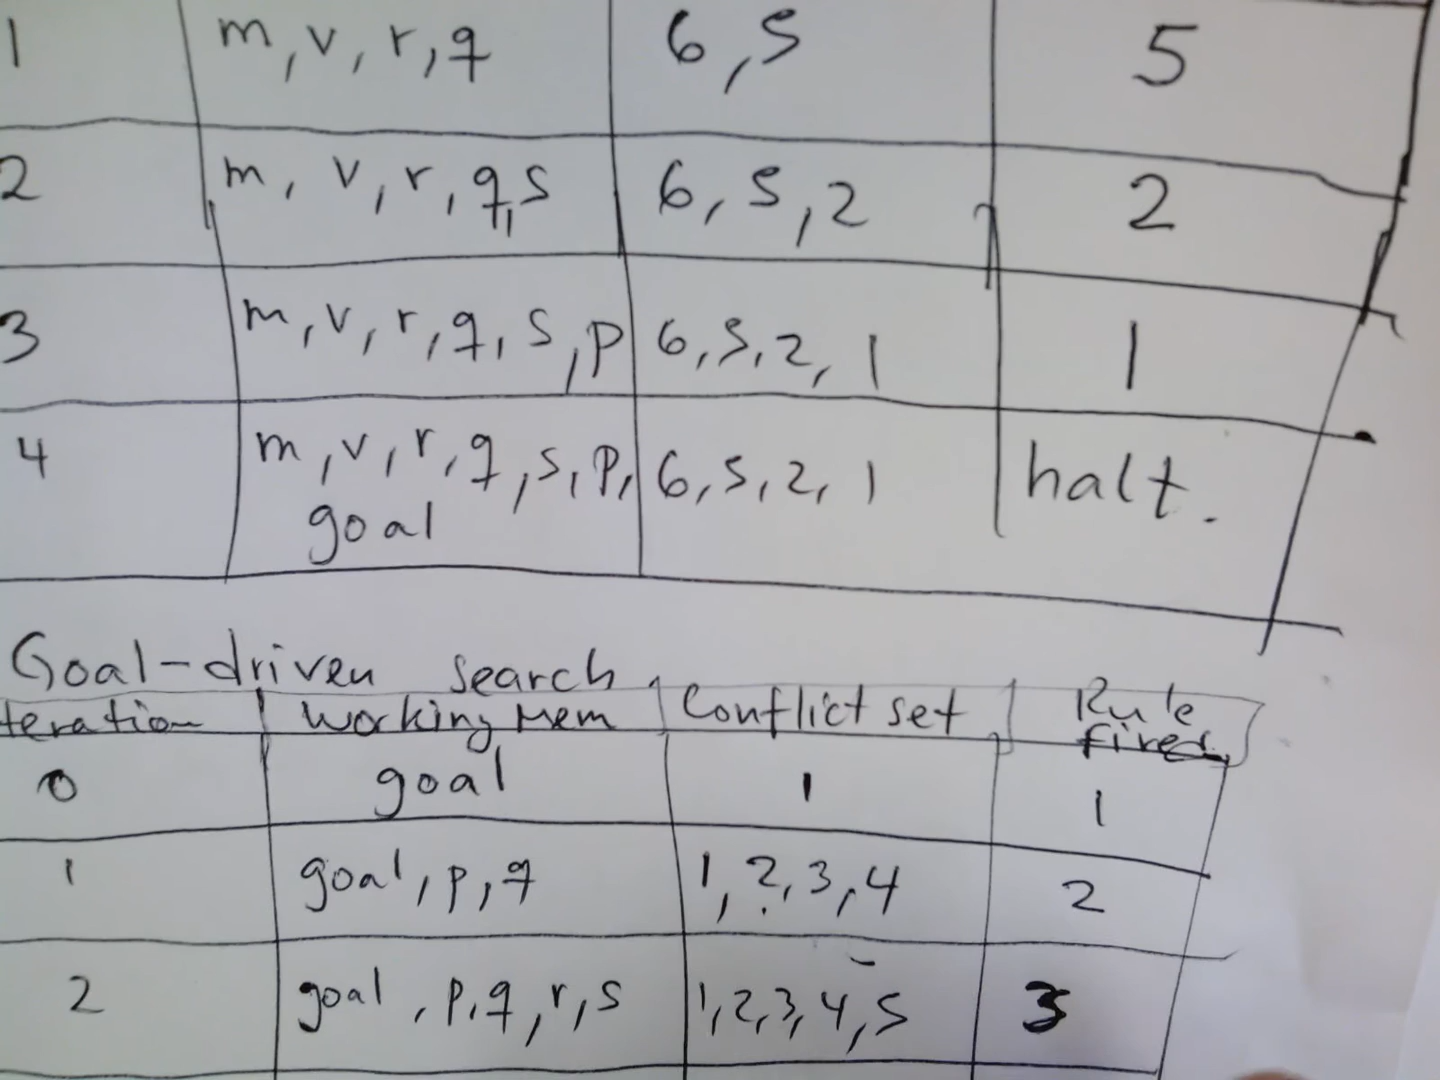 1 m, v, r, q 6, 5 5
2 m, v, r, q, s 6, 5, 2 2
3 m, v, r, q, s, p 6, 5, 2, 1 1
4 m, v, r, q, s, p, 6, 5, 2, 1 halt.
goal
Goal-driven search
teration working Mem Conflict set Rule
fired
0 goal 1 1
1 goal, p, q 1, 2, 3, 4 2
2 goal, p, q, r, s 1, 2, 3, 4, 5 3